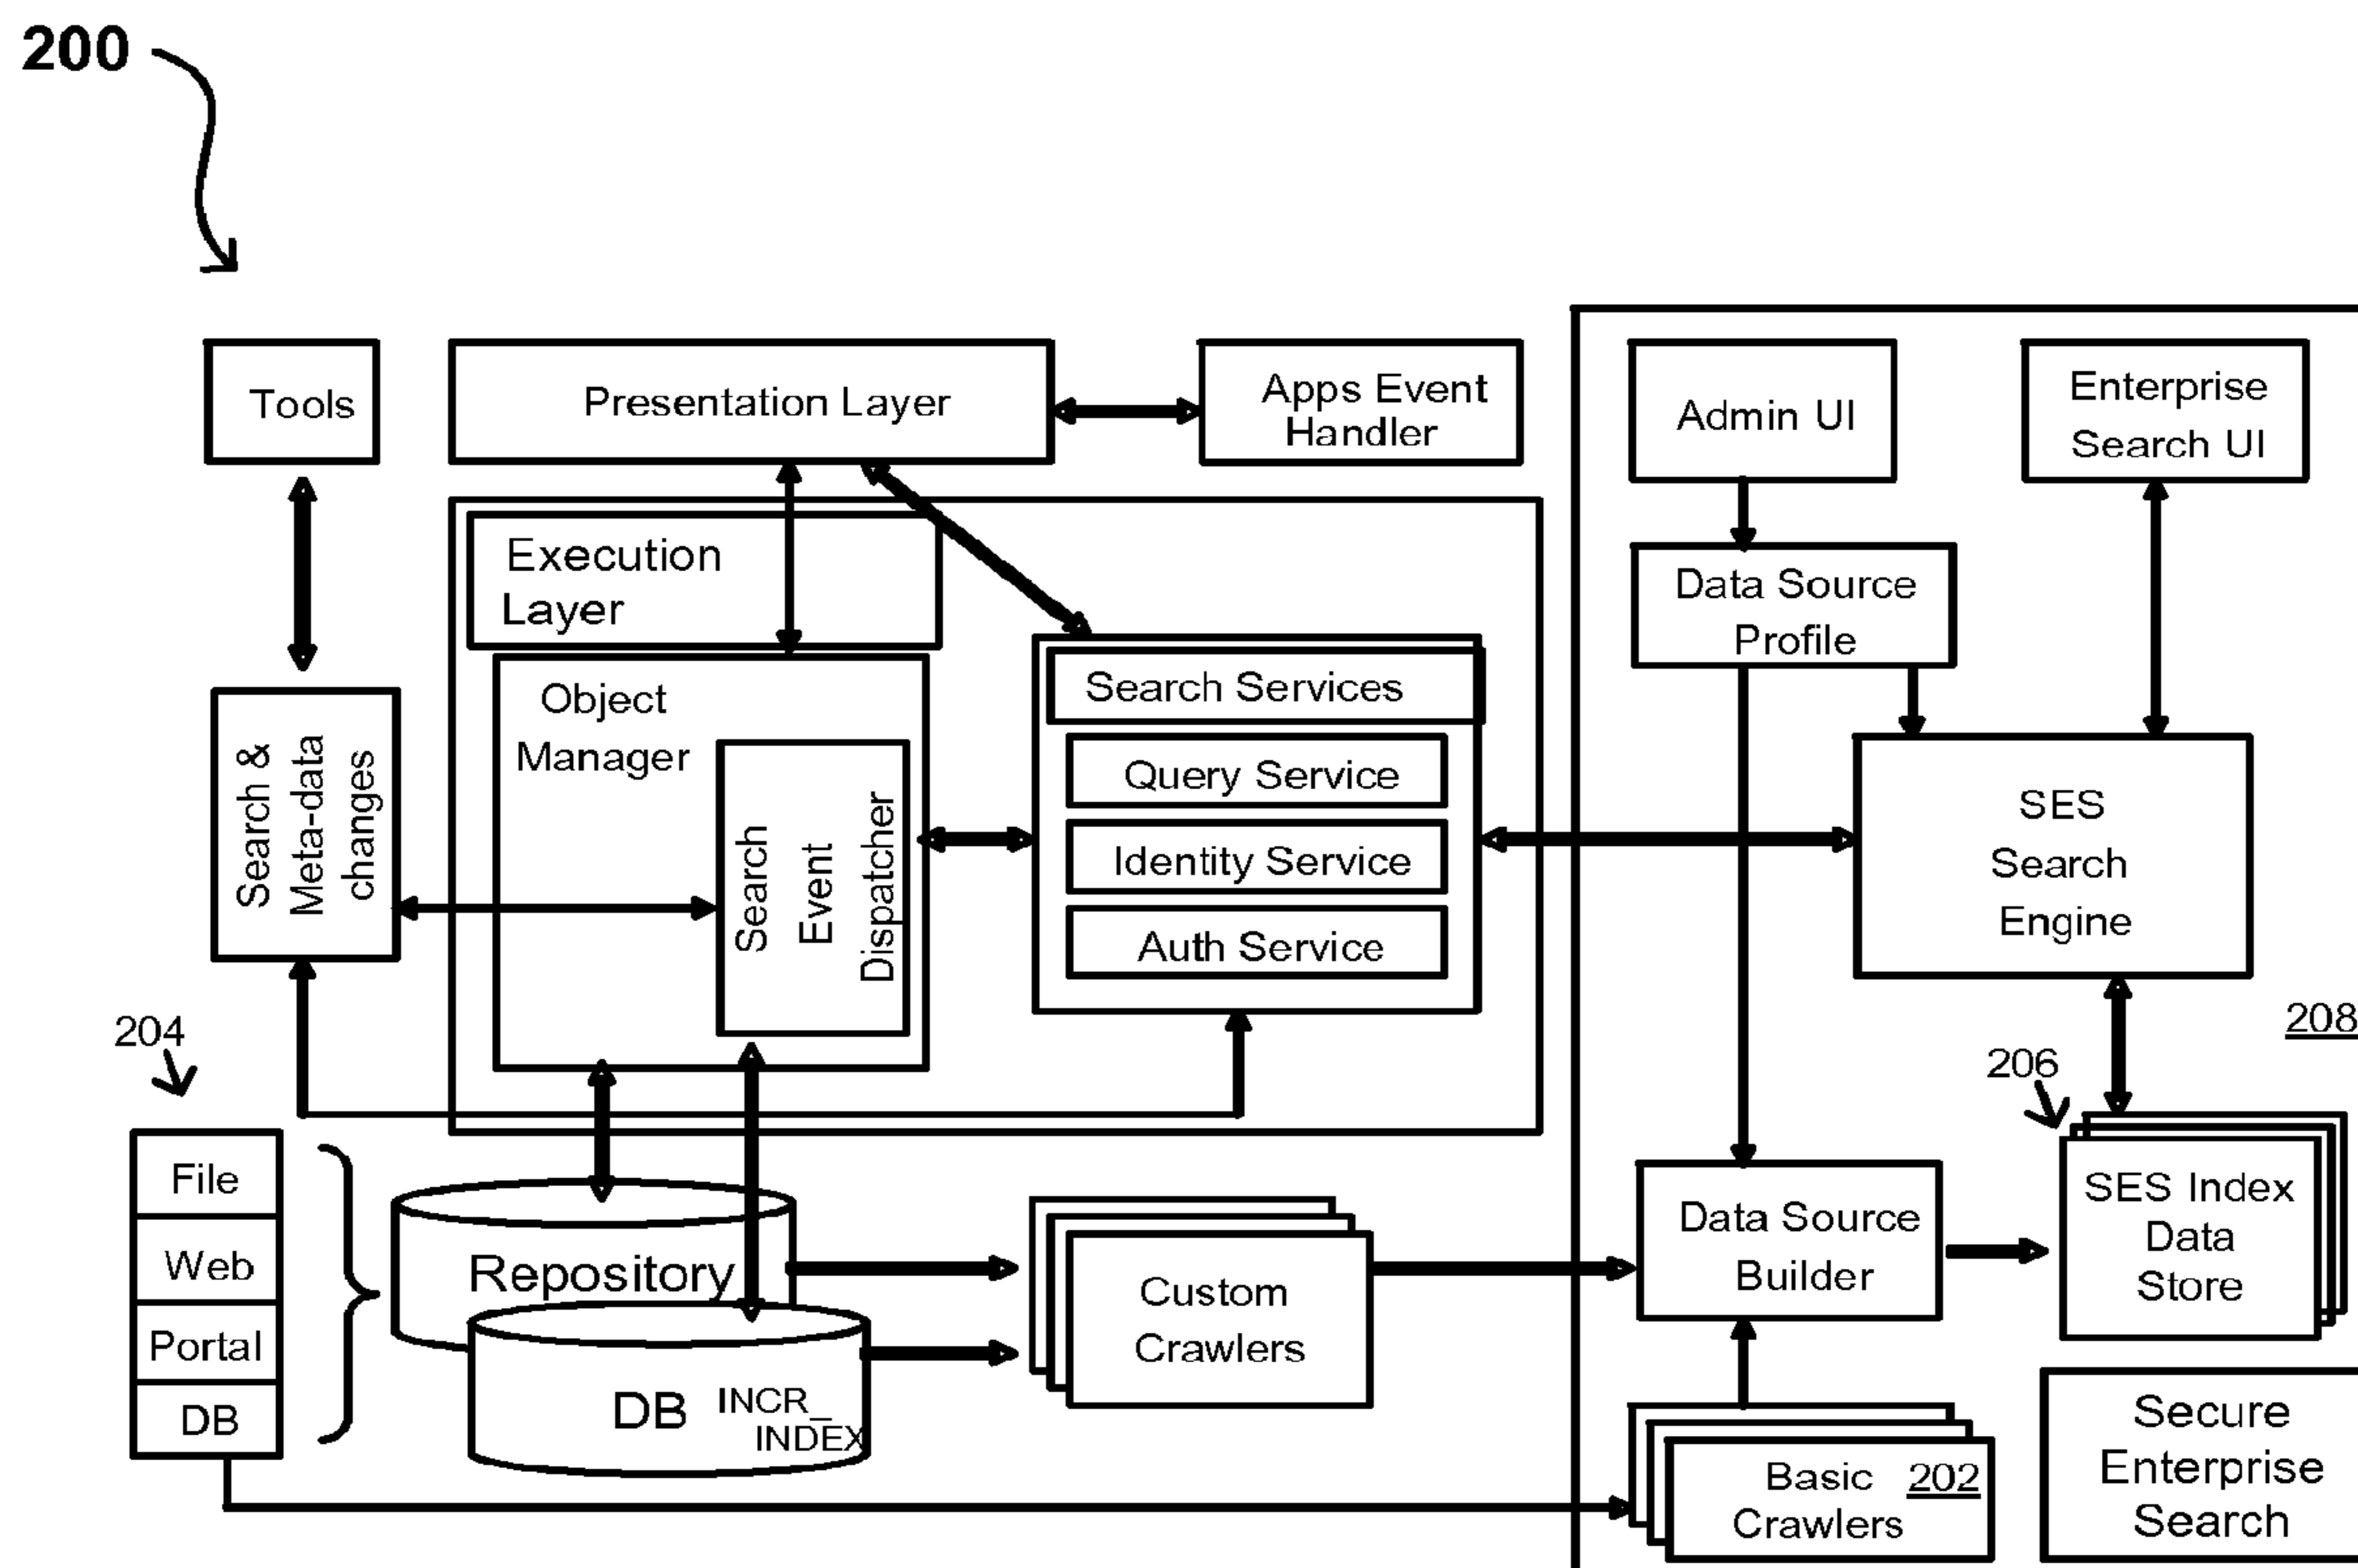 200
Tools
Presentation Layer
Apps Event
Handler
Admin UI
Enterprise
Search UI
Execution
Layer
Data Source
Profile
Object
Manager
Search Services
Query Service
Identity Service
Auth Service
Search &
Meta-data
changes
Search
Event
Dispatcher
SES
Search
Engine
204
208
206
File
Web
Portal
DB
Repository
DB
INCR_
INDEX
Custom
Crawlers
Data Source
Builder
SES Index
Data
Store
Basic 202
Crawlers
Secure
Enterprise
Search